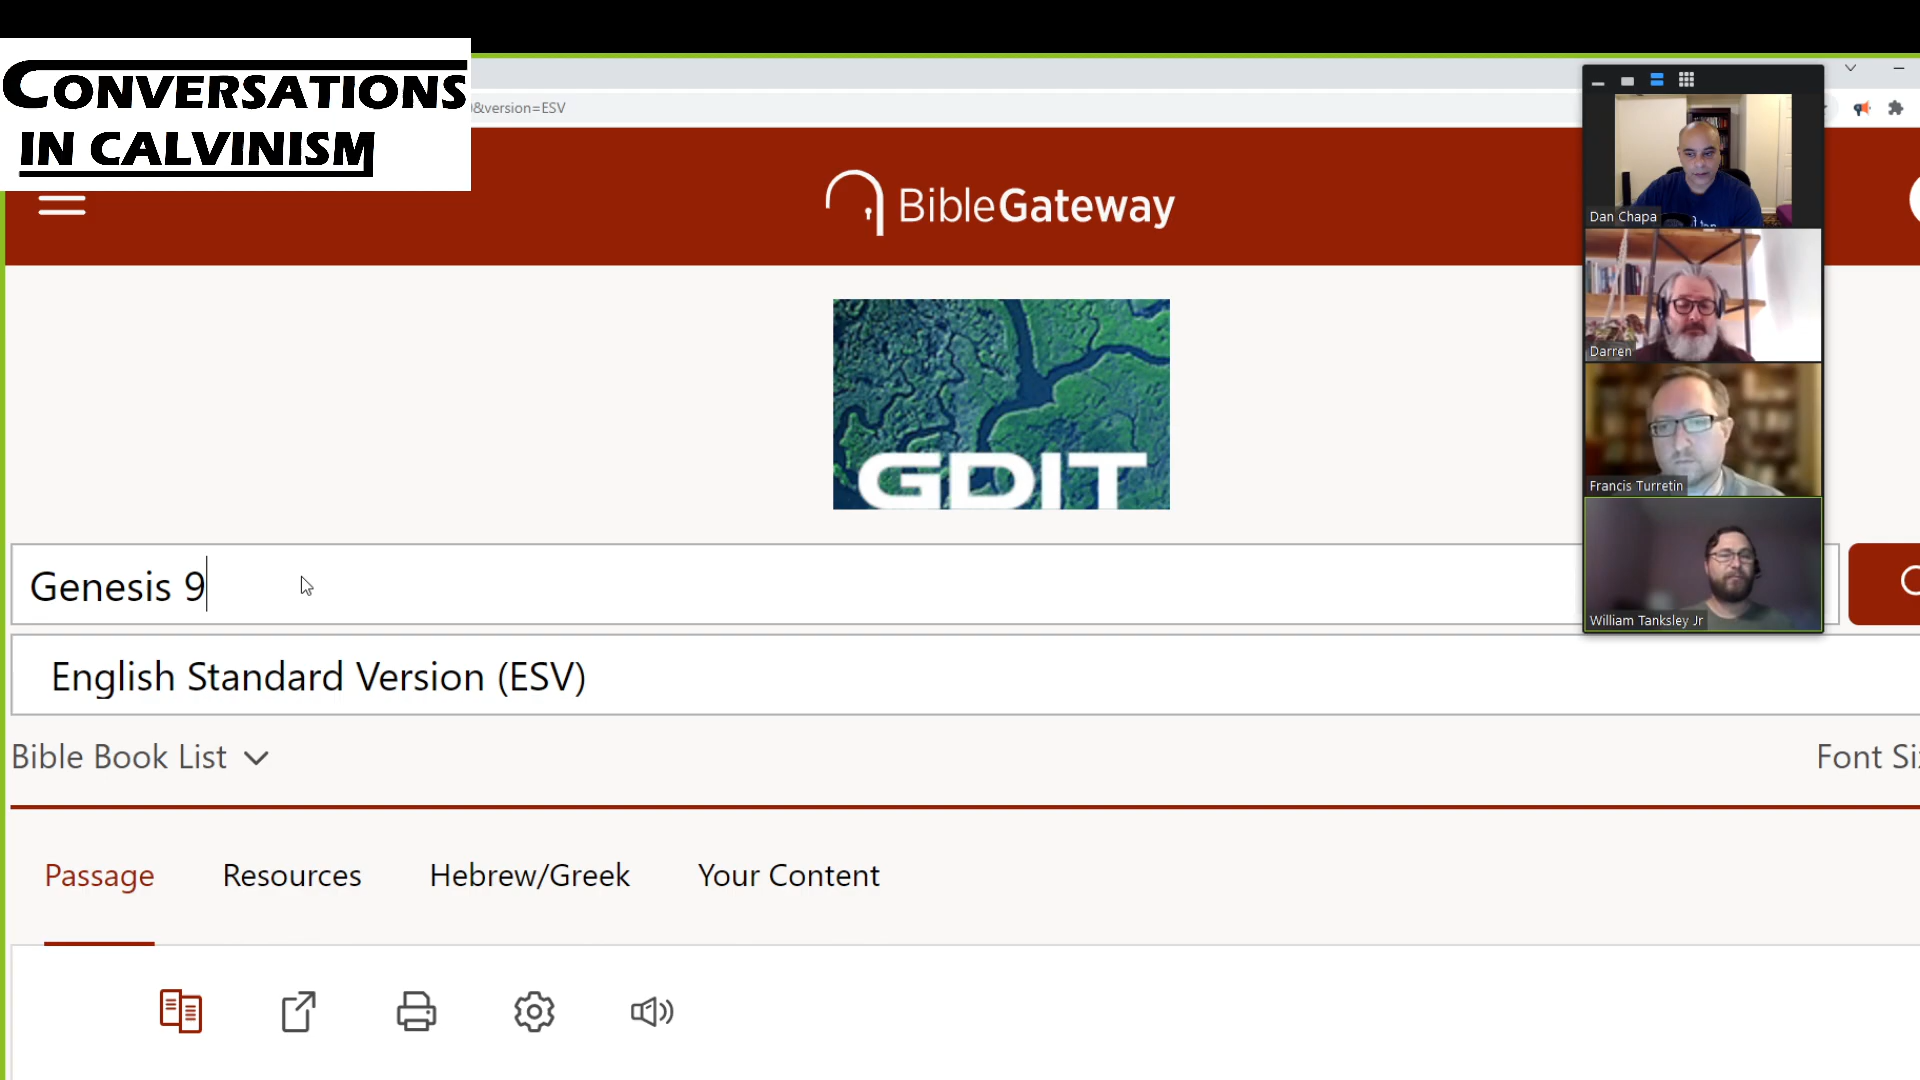 CONVERSATIONS
IN CALVINISM
&version=ESV
BibleGateway
Dan Chapa
Darren
GDIT
Francis Turretin
Genesis 9
William Tanksley Jr
English Standard Version (ESV)
Bible Book List
Font Si
Passage
Resources
Hebrew/Greek
Your Content